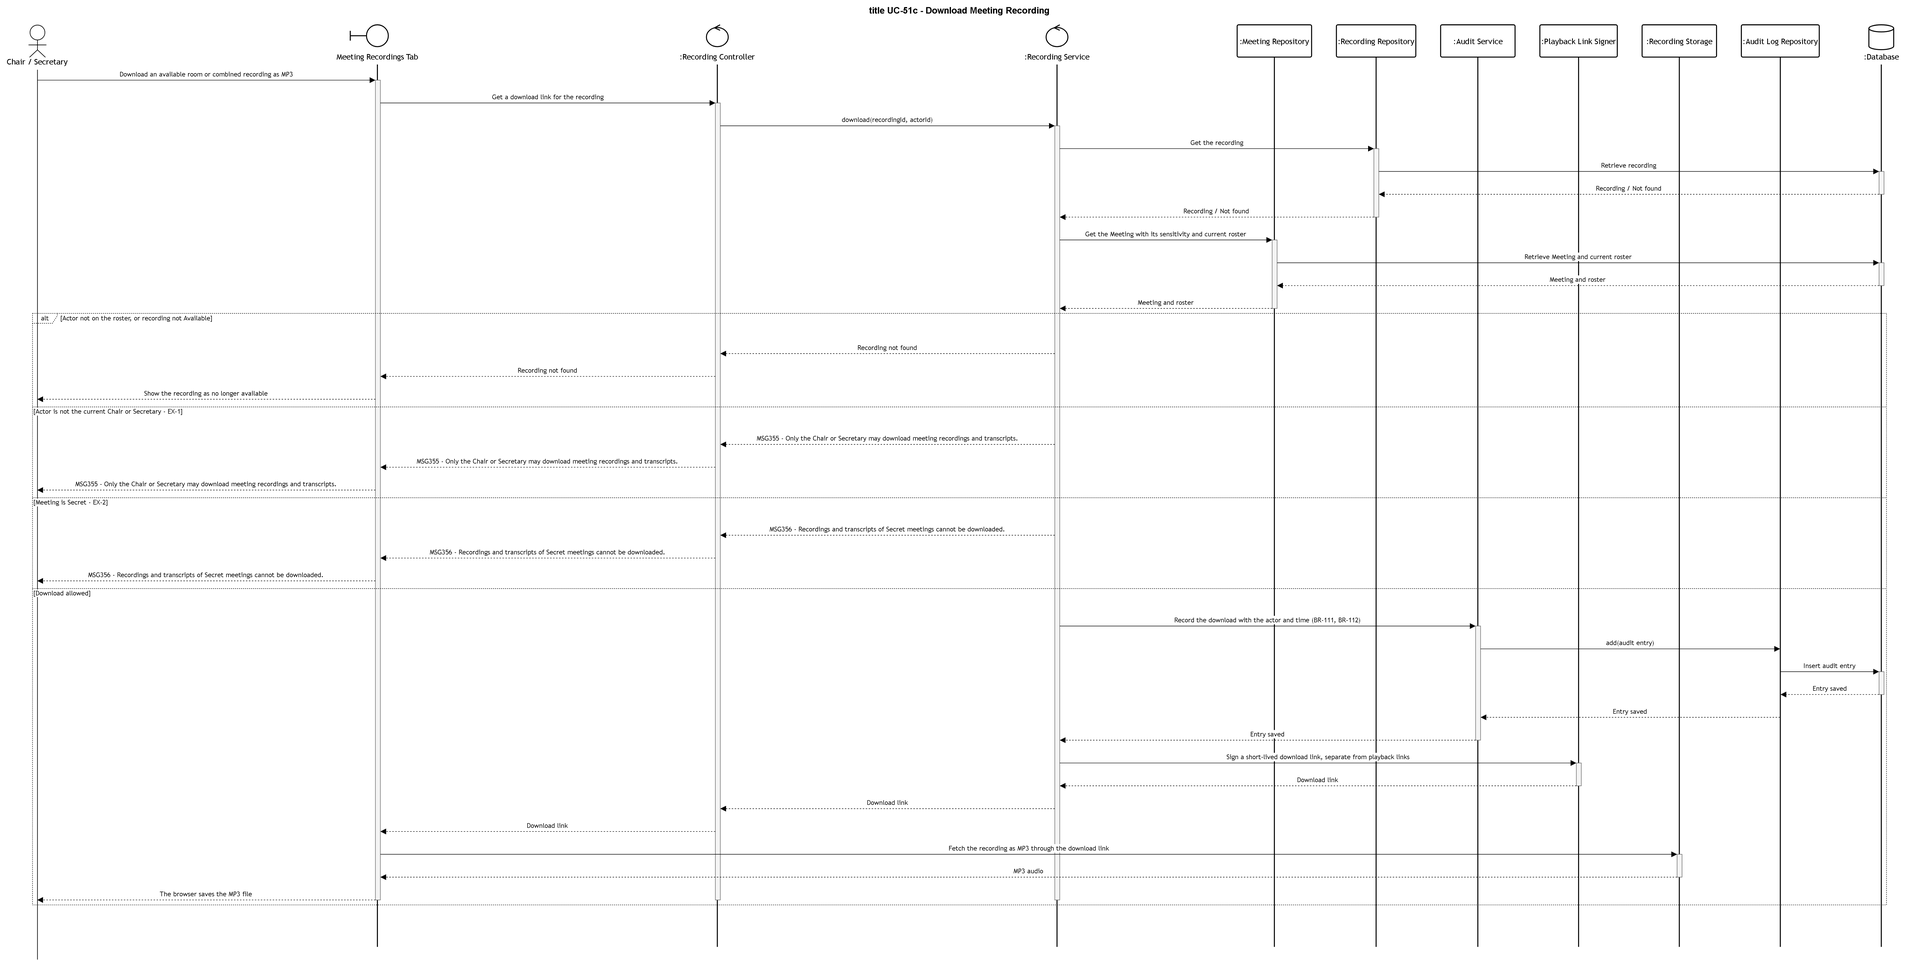 title UC-51c - Download Meeting Recording
Chair / Secretary
Meeting Recordings Tab
:Recording Controller
:Recording Service
:Meeting Repository
:Recording Repository
:Audit Service
:Playback Link Signer
:Recording Storage
:Audit Log Repository
:Database
Download an available room or combined recording as MP3
Get a download link for the recording
download(recordingId, actorId)
Get the recording
Retrieve recording
Recording / Not found
Recording / Not found
Get the Meeting with its sensitivity and current roster
Retrieve Meeting and current roster
Meeting and roster
Meeting and roster
alt [Actor not on the roster, or recording not Available]
Recording not found
Recording not found
Show the recording as no longer available
[Actor is not the current Chair or Secretary - EX-1]
MSG355 - Only the Chair or Secretary may download meeting recordings and transcripts.
MSG355 - Only the Chair or Secretary may download meeting recordings and transcripts.
MSG355 - Only the Chair or Secretary may download meeting recordings and transcripts.
[Meeting is Secret - EX-2]
MSG356 - Recordings and transcripts of Secret meetings cannot be downloaded.
MSG356 - Recordings and transcripts of Secret meetings cannot be downloaded.
MSG356 - Recordings and transcripts of Secret meetings cannot be downloaded.
[Download allowed]
Record the download with the actor and time (BR-111, BR-112)
add(audit entry)
Insert audit entry
Entry saved
Entry saved
Entry saved
Sign a short-lived download link, separate from playback links
Download link
Download link
Download link
Fetch the recording as MP3 through the download link
MP3 audio
The browser saves the MP3 file